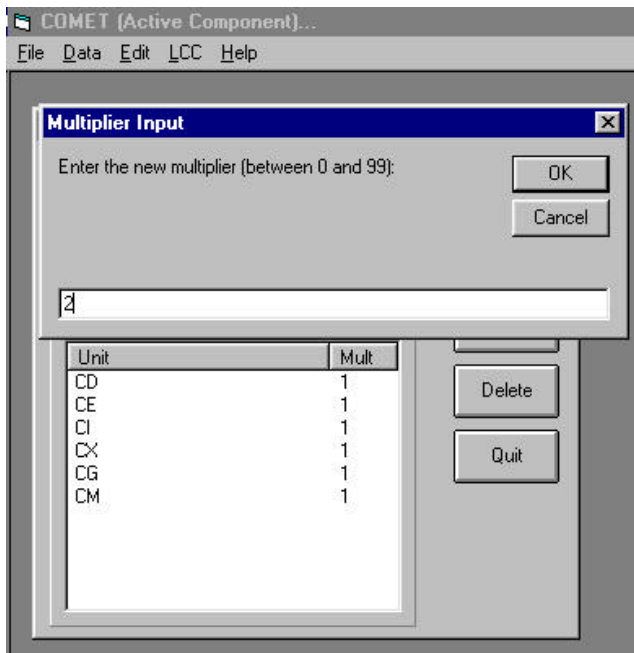 COMET (Active Component)...
File Data Edit LCC Help
Multiplier Input
Enter the new multiplier (between 0 and 99):
OK
Cancel
2
Unit Mult
CD 1
CE 1
CI 1
CX 1
CG 1
CM 1
Delete
Quit